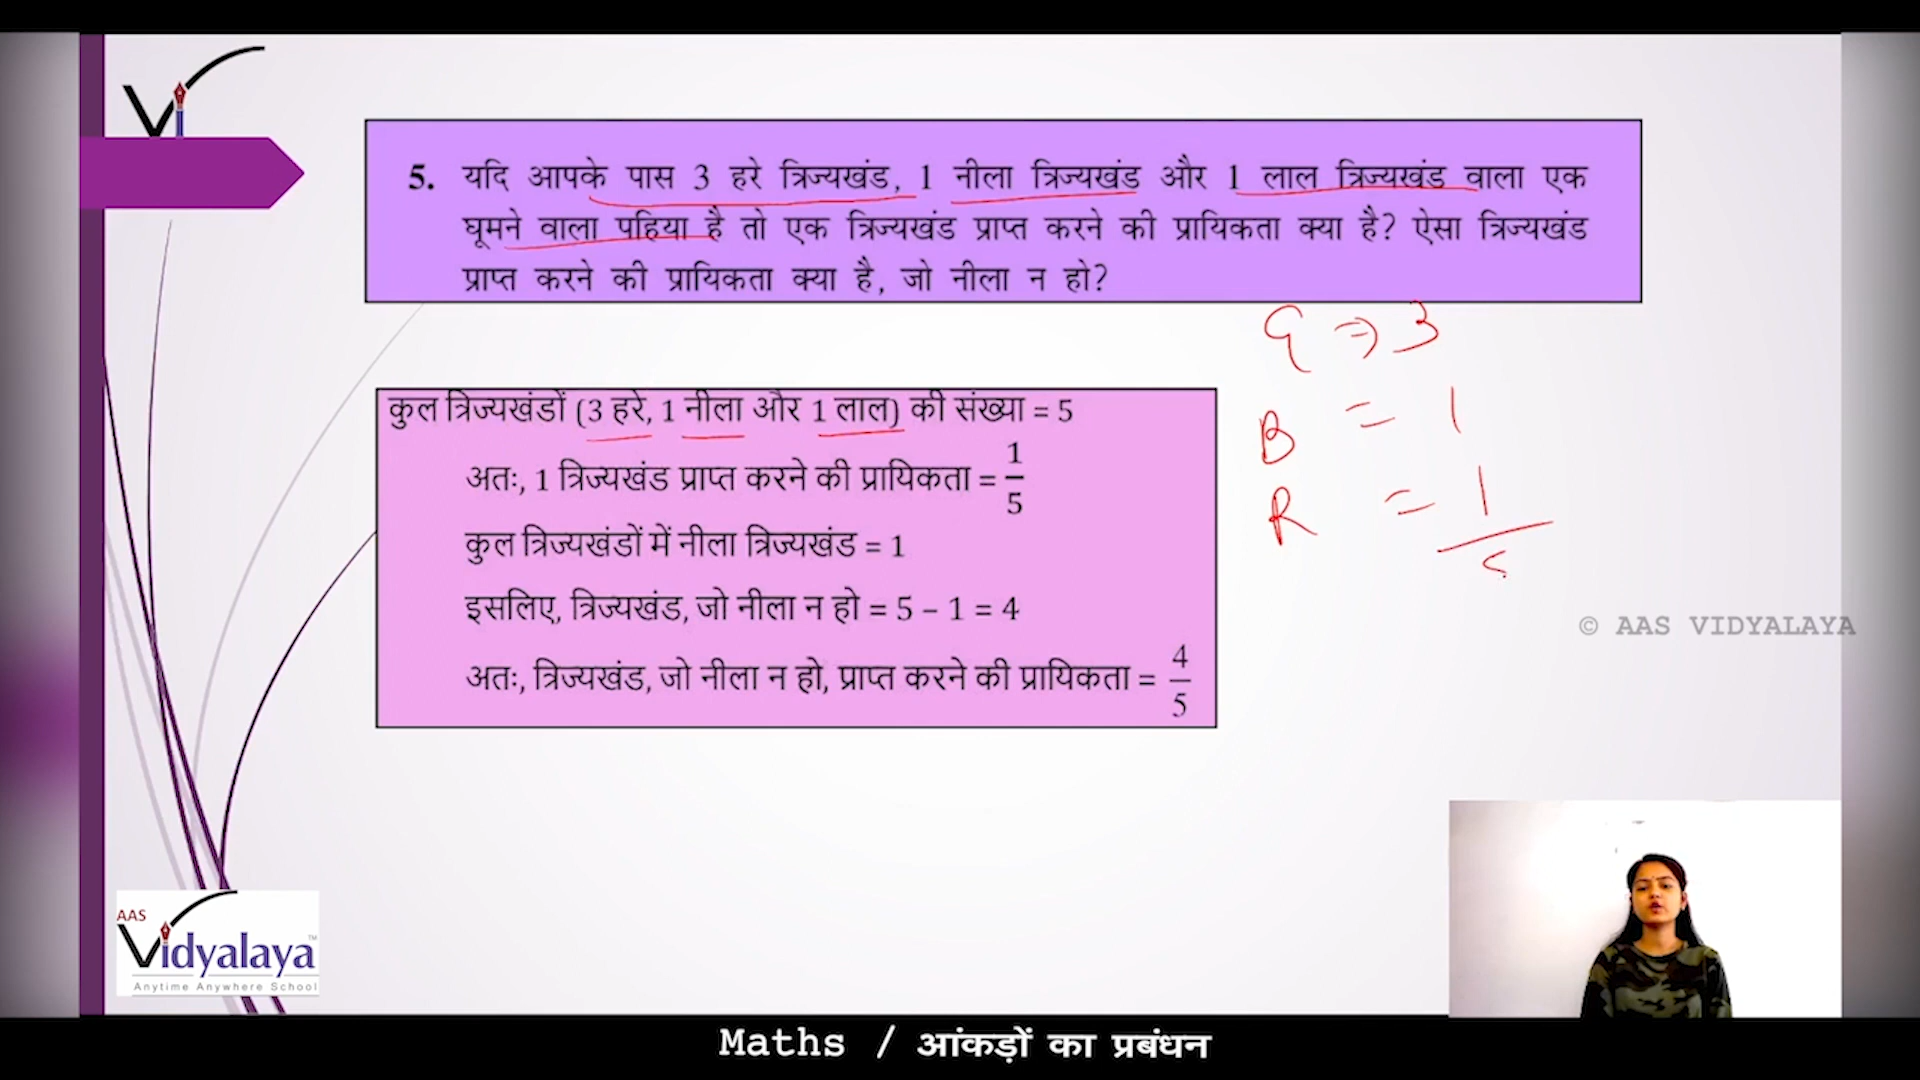 5. यदि आपके पास 3 हरे त्रिज्यखंड, 1 नीला त्रिज्यखंड और 1 लाल त्रिज्यखंड वाला एक
घूमने वाला पहिया है तो एक त्रिज्यखंड प्राप्त करने की प्रायिकता क्या है? ऐसा त्रिज्यखंड
प्राप्त करने की प्रायिकता क्या है, जो नीला न हो?
G => 3
B = 1
R = 1
5
कुल त्रिज्यखंडों (3 हरे, 1 नीला और 1 लाल) की संख्या = 5
अतः, 1 त्रिज्यखंड प्राप्त करने की प्रायिकता = 1/5
कुल त्रिज्यखंडों में नीला त्रिज्यखंड = 1
इसलिए, त्रिज्यखंड, जो नीला न हो = 5 – 1 = 4
अतः, त्रिज्यखंड, जो नीला न हो, प्राप्त करने की प्रायिकता = 4/5
© AAS VIDYALAYA
AAS
Vidyalaya™
Anytime Anywhere School
Maths / आंकड़ों का प्रबंधन